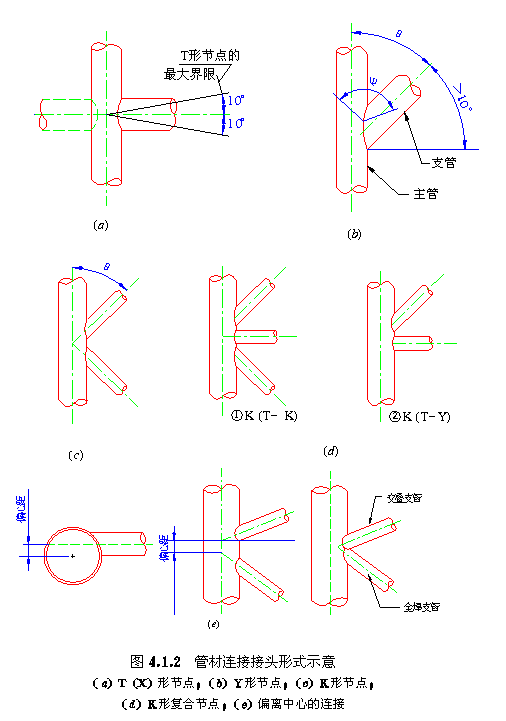 T形节点的
最大界限
10°
10°
(a)
θ
Ψ
>10°
支管
主管
(b)
θ
(c)
①K (T- K)
②K (T-Y)
(d)
偏心距
偏心距
交叠支管
全焊支管
(e)
图 4.1.2 管材连接接头形式示意
(a) T (X) 形节点; (b) Y形节点; (c) K形节点;
(d) K形复合节点; (e) 偏离中心的连接